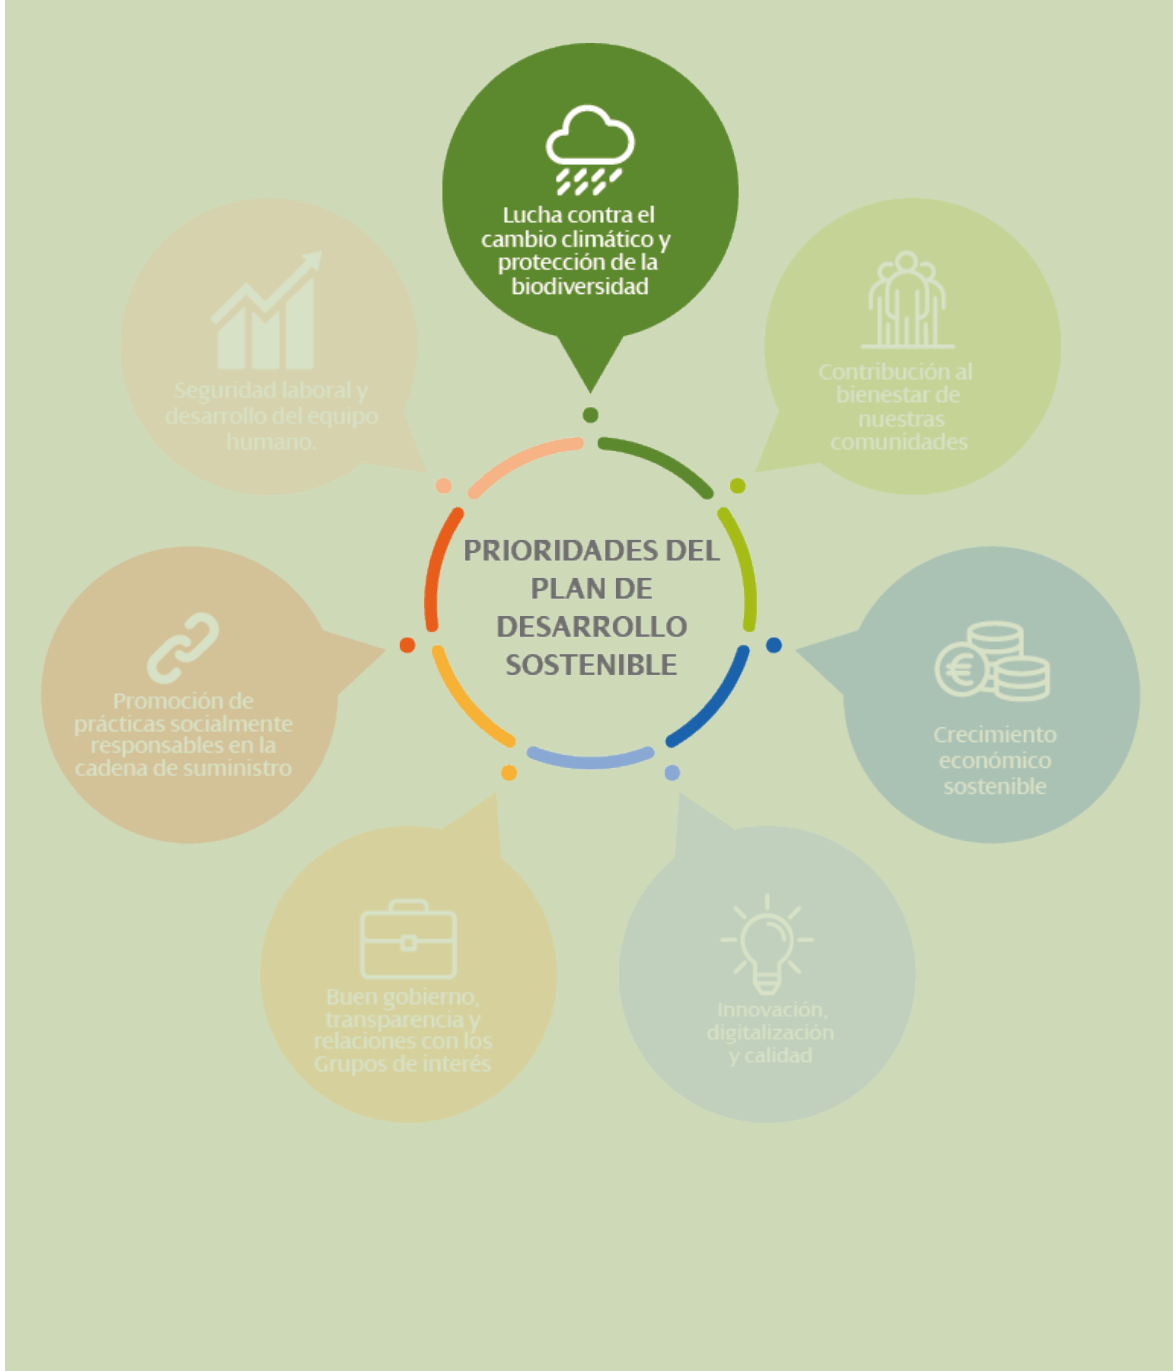 Lucha contra el
cambio climático y
protección de la
biodiversidad
Contribución al
bienestar de
nuestras
comunidades
Crecimiento
económico
sostenible
Innovación,
digitalización
y calidad
Buen gobierno,
transparencia y
relaciones con los
Grupos de interés
Promoción de
prácticas socialmente
responsables en la
cadena de suministro
Seguridad laboral y
desarrollo del equipo
humano.
PRIORIDADES DEL
PLAN DE
DESARROLLO
SOSTENIBLE